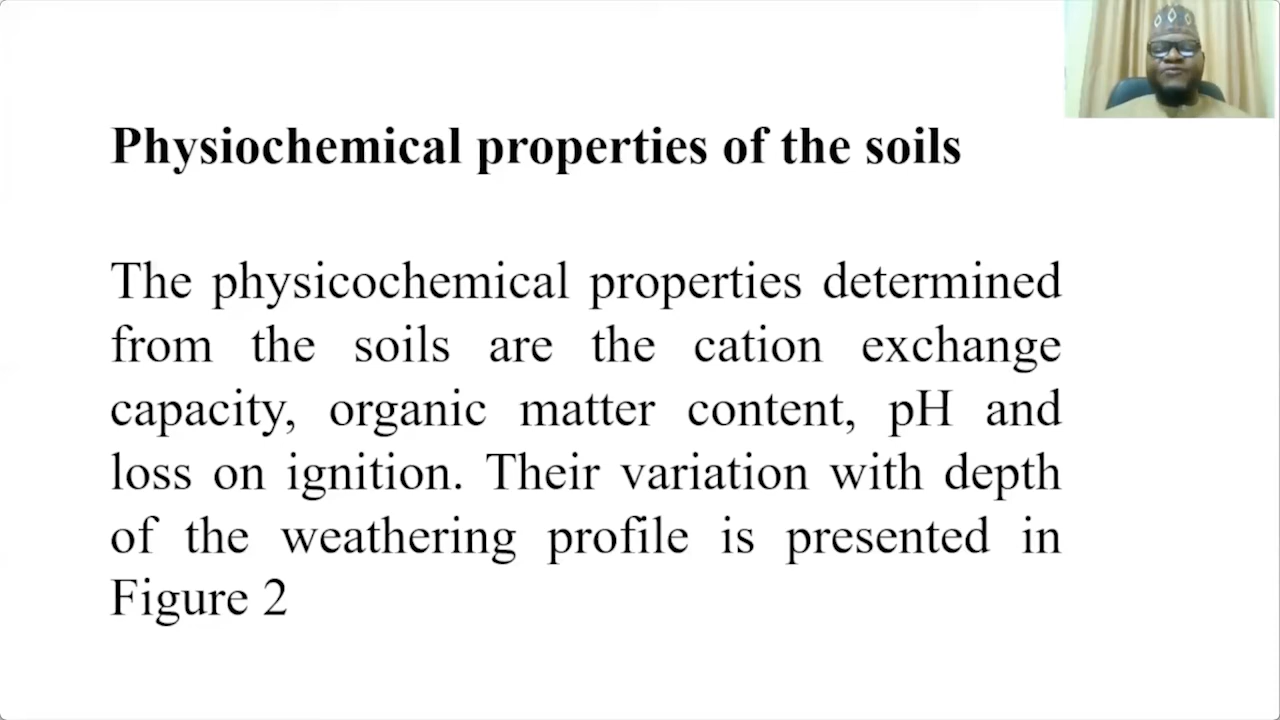 Physiochemical properties of the soils
The physicochemical properties determined
from the soils are the cation exchange
capacity, organic matter content, pH and
loss on ignition. Their variation with depth
of the weathering profile is presented in
Figure 2